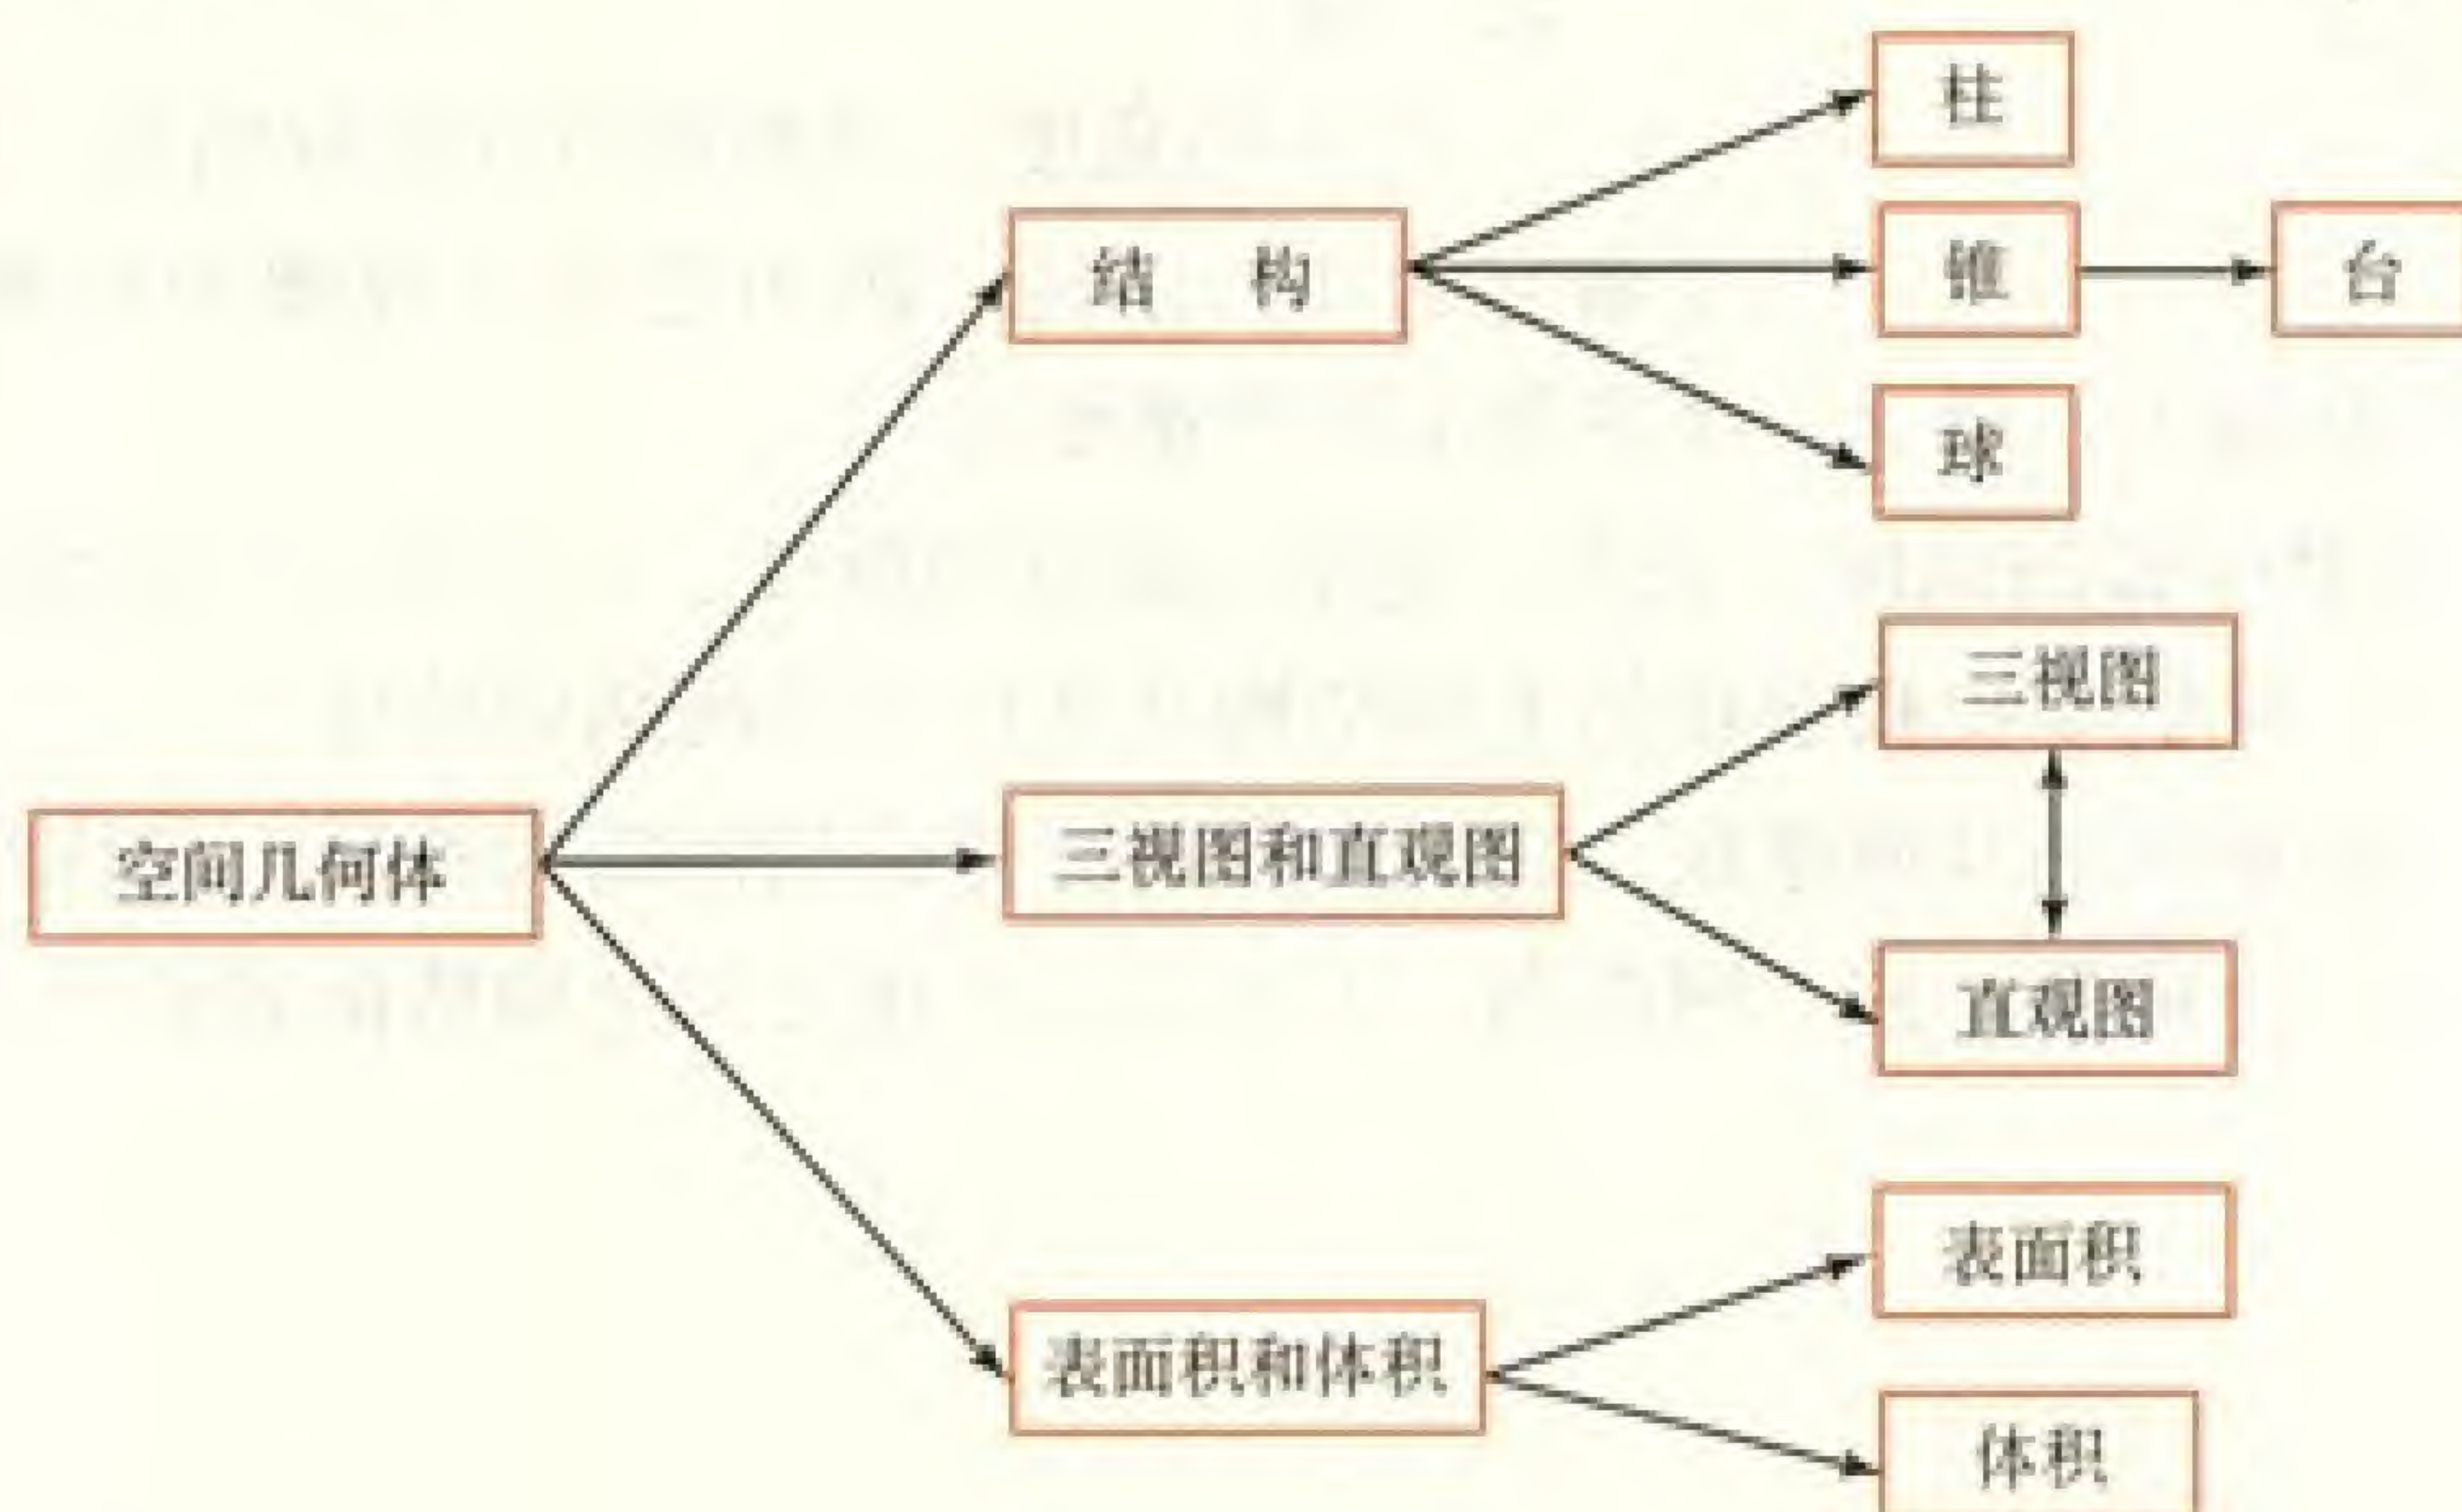 柱
结 构
锥
台
球
三视图
空间几何体
三视图和直观图
直观图
表面积
表面积和体积
体积